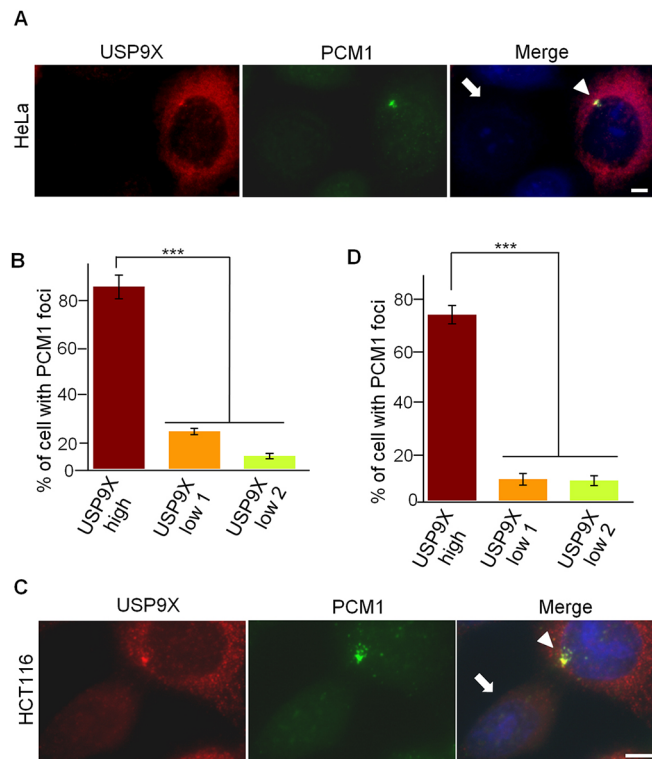 A
USP9X PCM1 Merge
HeLa
B
% of cell with PCM1 foci
80
60
40
20
0
***
USP9X high
USP9X low 1
USP9X low 2
D
% of cell with PCM1 foci
80
60
40
20
0
***
USP9X high
USP9X low 1
USP9X low 2
C
USP9X PCM1 Merge
HCT116